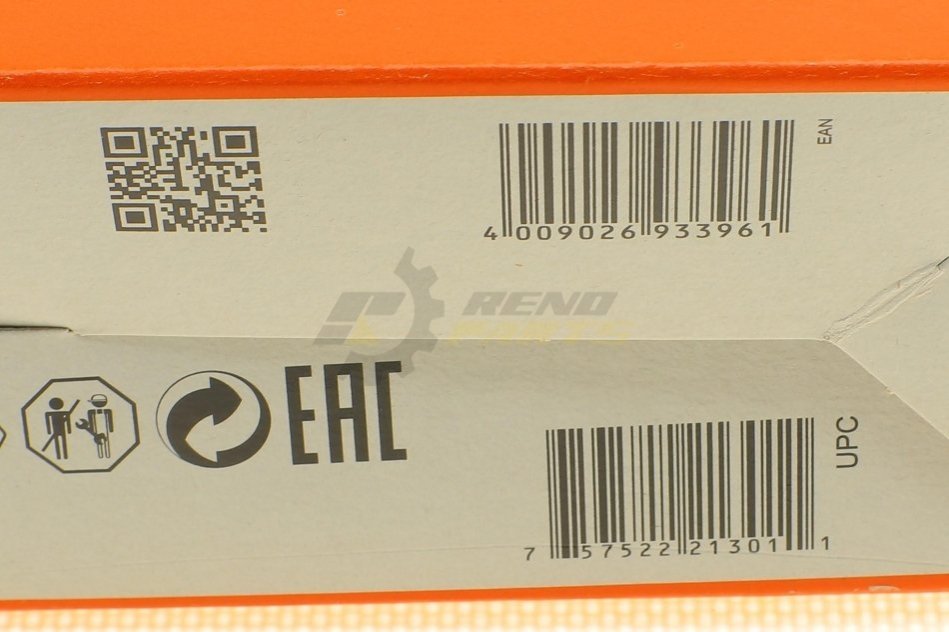 EAN
4 009026 933961
RENO
PARTS
EAC
UPC
7 57522 21301 1